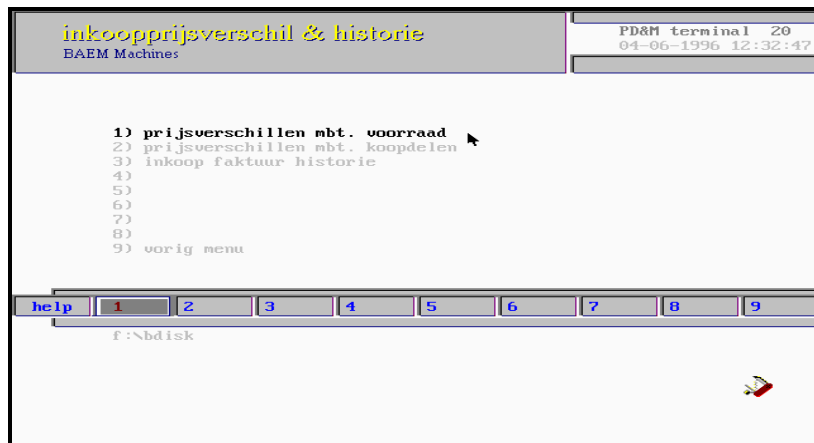 inkoopprijsverschil & historie
BAEM Machines
PD&M terminal 20
04-06-1996 12:32:47
1) prijsverschillen mbt. voorraad
2) prijsverschillen mbt. koopdelen
3) inkoop faktuur historie
4)
5)
6)
7)
8)
9) vorig menu
help 1 2 3 4 5 6 7 8 9
f:\bdisk